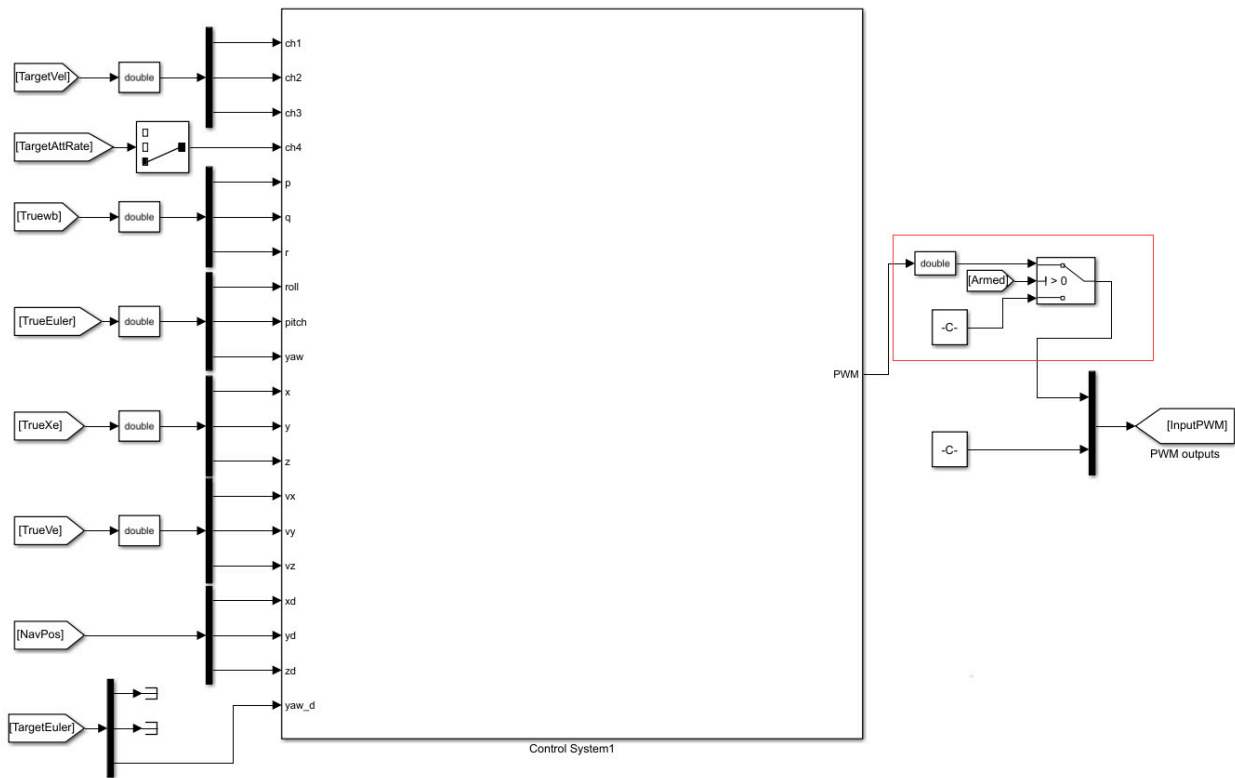 [TargetVel]
double
ch1
ch2
ch3
[TargetAttRate]
ch4
[Truewb]
double
p
q
r
[TrueEuler]
double
roll
pitch
yaw
[TrueXe]
double
x
y
z
[TrueVe]
double
vx
vy
vz
[NavPos]
xd
yd
zd
[TargetEuler]
yaw_d
Control System1
PWM
double
[Armed]
> 0
-C-
-C-
[InputPWM]
PWM outputs